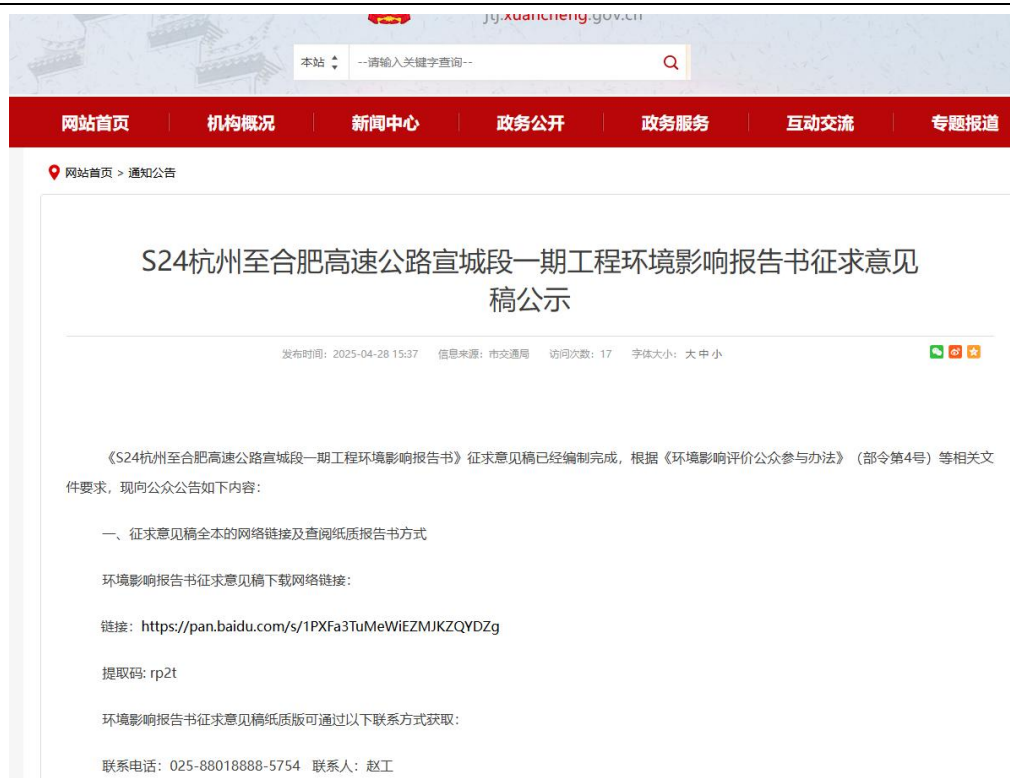 jtj.xuancheng.gov.cn
本站 --请输入关键字查询--
网站首页 机构概况 新闻中心 政务公开 政务服务 互动交流 专题报道
网站首页 > 通知公告
S24杭州至合肥高速公路宣城段一期工程环境影响报告书征求意见
稿公示
发布时间：2025-04-28 15:37 信息来源：市交通局 访问次数：17 字体大小：大 中 小
《S24杭州至合肥高速公路宣城段一期工程环境影响报告书》征求意见稿已经编制完成，根据《环境影响评价公众参与办法》（部令第4号）等相关文
件要求，现向公众公告如下内容：
一、征求意见稿全本的网络链接及查阅纸质报告书方式
环境影响报告书征求意见稿下载网络链接：
链接：https://pan.baidu.com/s/1PXFa3TuMeWiEZMJKZQYDZg
提取码: rp2t
环境影响报告书征求意见稿纸质版可通过以下联系方式获取：
联系电话：025-88018888-5754 联系人：赵工